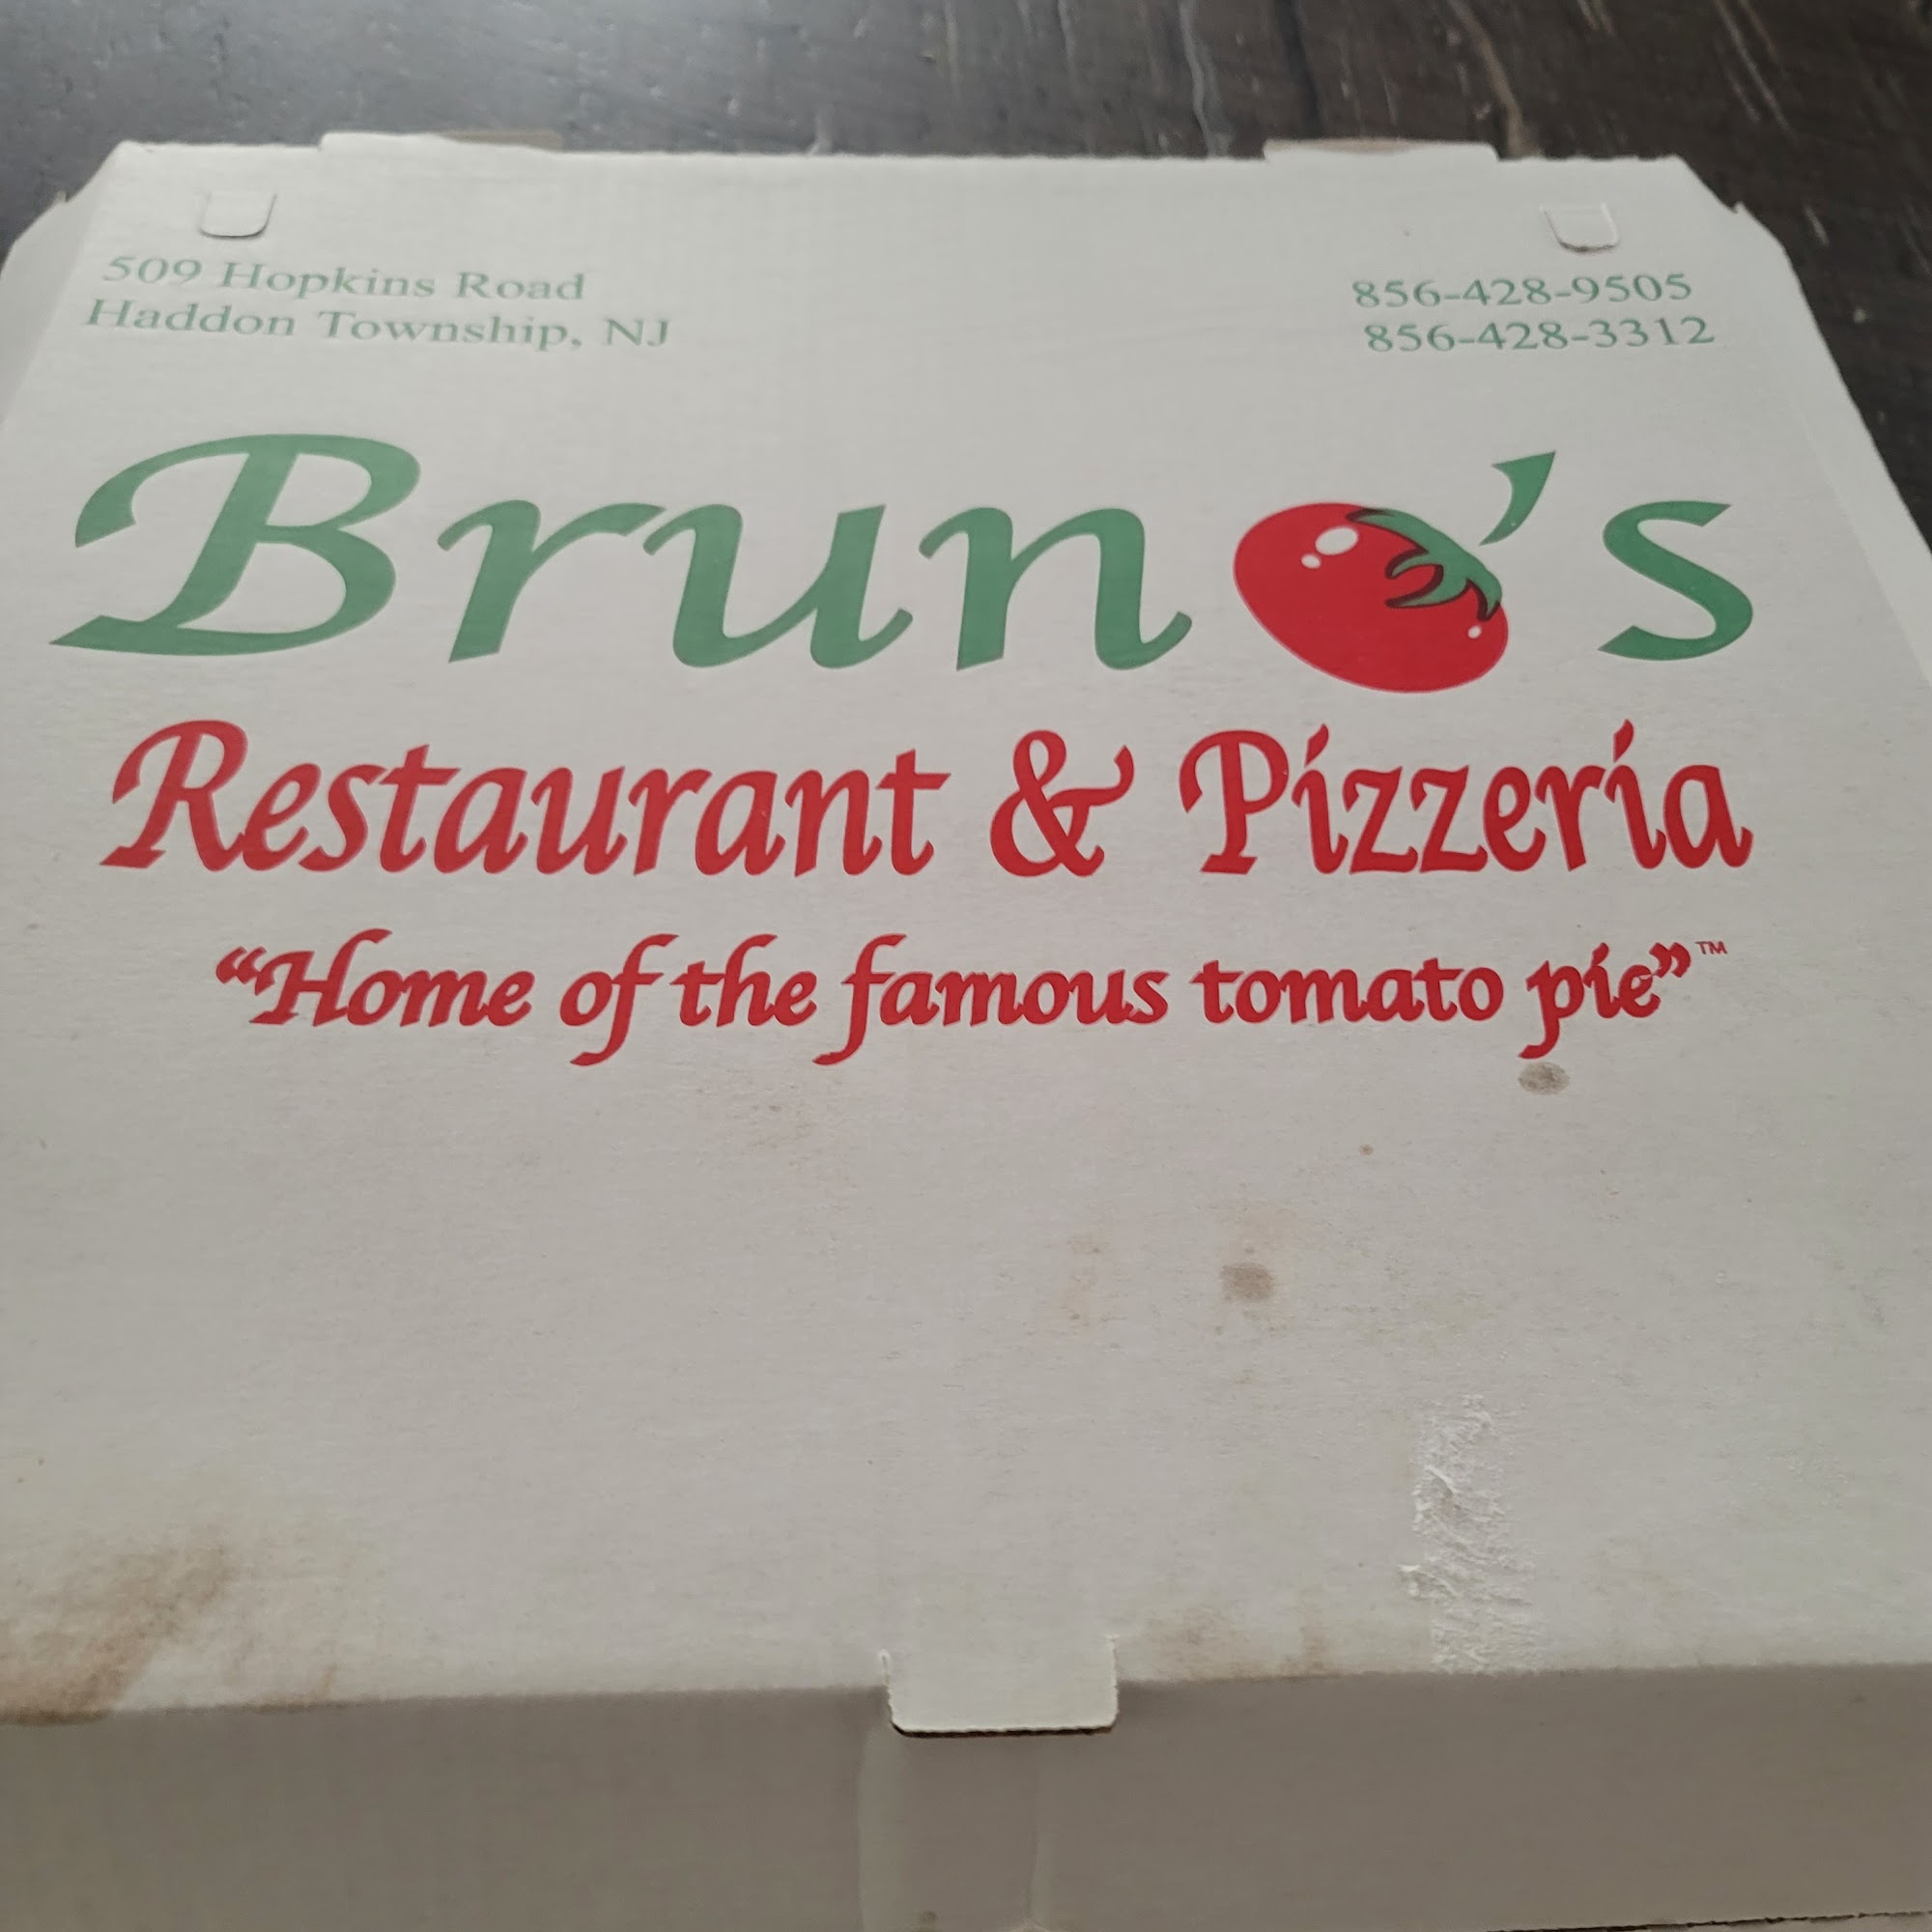 509 Hopkins Road
Haddon Township, NJ
856-428-9505
856-428-3312
Bruno's
Restaurant & Pizzeria
“Home of the famous tomato pie”™